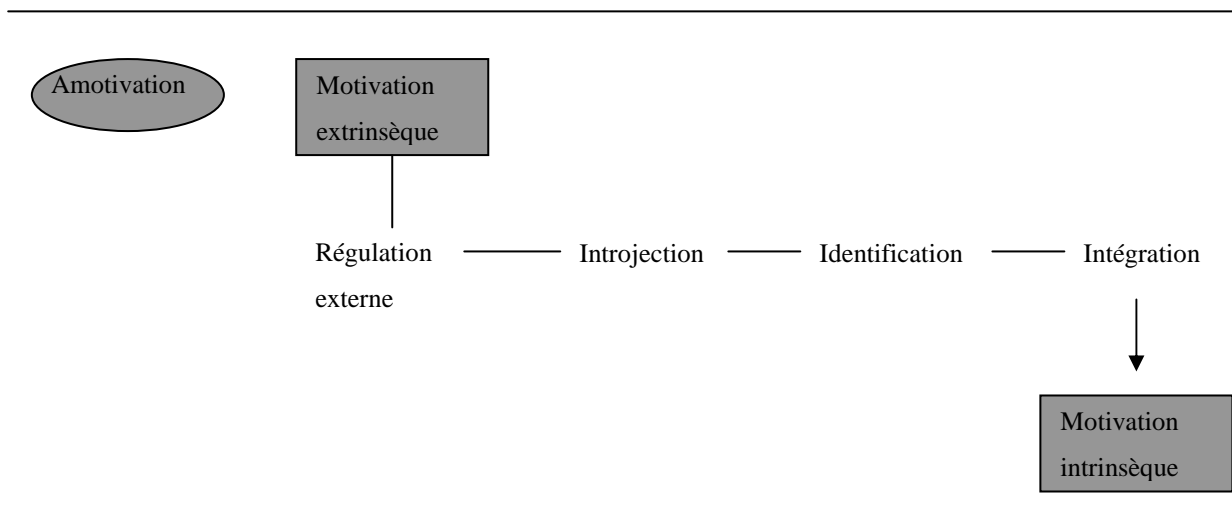 Amotivation
Motivation
extrinsèque
Régulation
externe
Introjection
Identification
Intégration
Motivation
intrinsèque